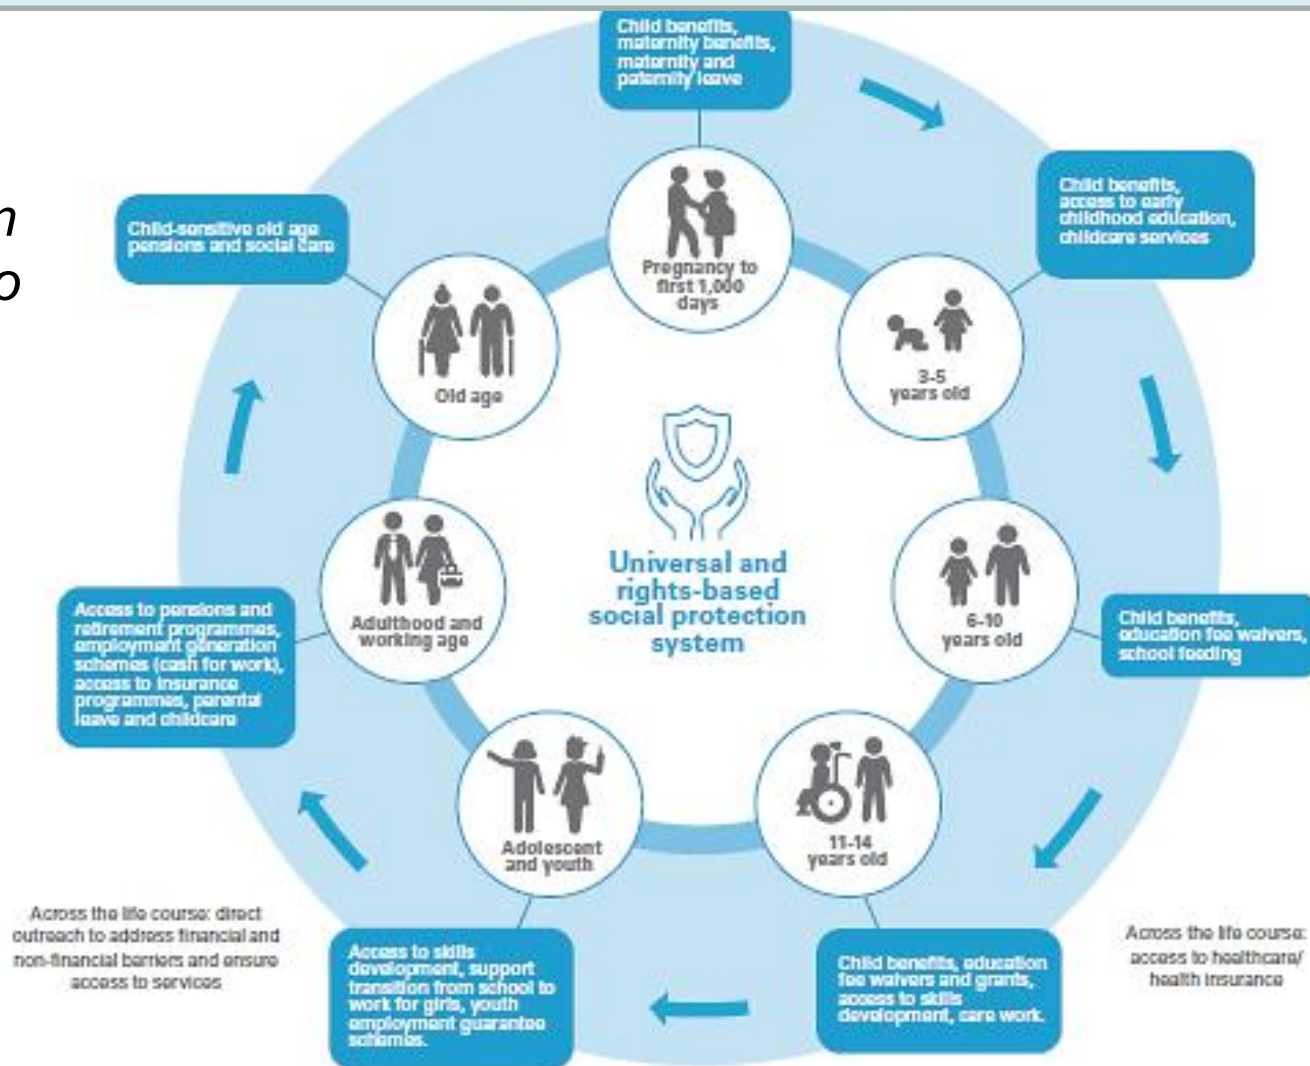 Child benefits,
maternity benefits,
maternity and
paternity leave
Child benefits,
access to early
childhood education,
childcare services
Child-sensitive old age
pensions and social care
n
o
Pregnancy to
first 1,000
days
3-5
years old
Old age
Universal and
rights-based
social protection
system
6-10
years old
Child benefits,
education fee waivers,
school feeding
Adulthood and
working age
Access to pensions and
retirement programmes,
employment generation
schemes (cash for work),
access to insurance
programmes, parental
leave and childcare
Adolescent
and youth
11-14
years old
Across the life course: direct
outreach to address financial and
non-financial barriers and ensure
access to services
Access to skills
development, support
transition from school to
work for girls, youth
employment guarantee
schemes.
Child benefits, education
fee waivers and grants,
access to skills
development, care work.
Across the life course:
access to healthcare/
health insurance